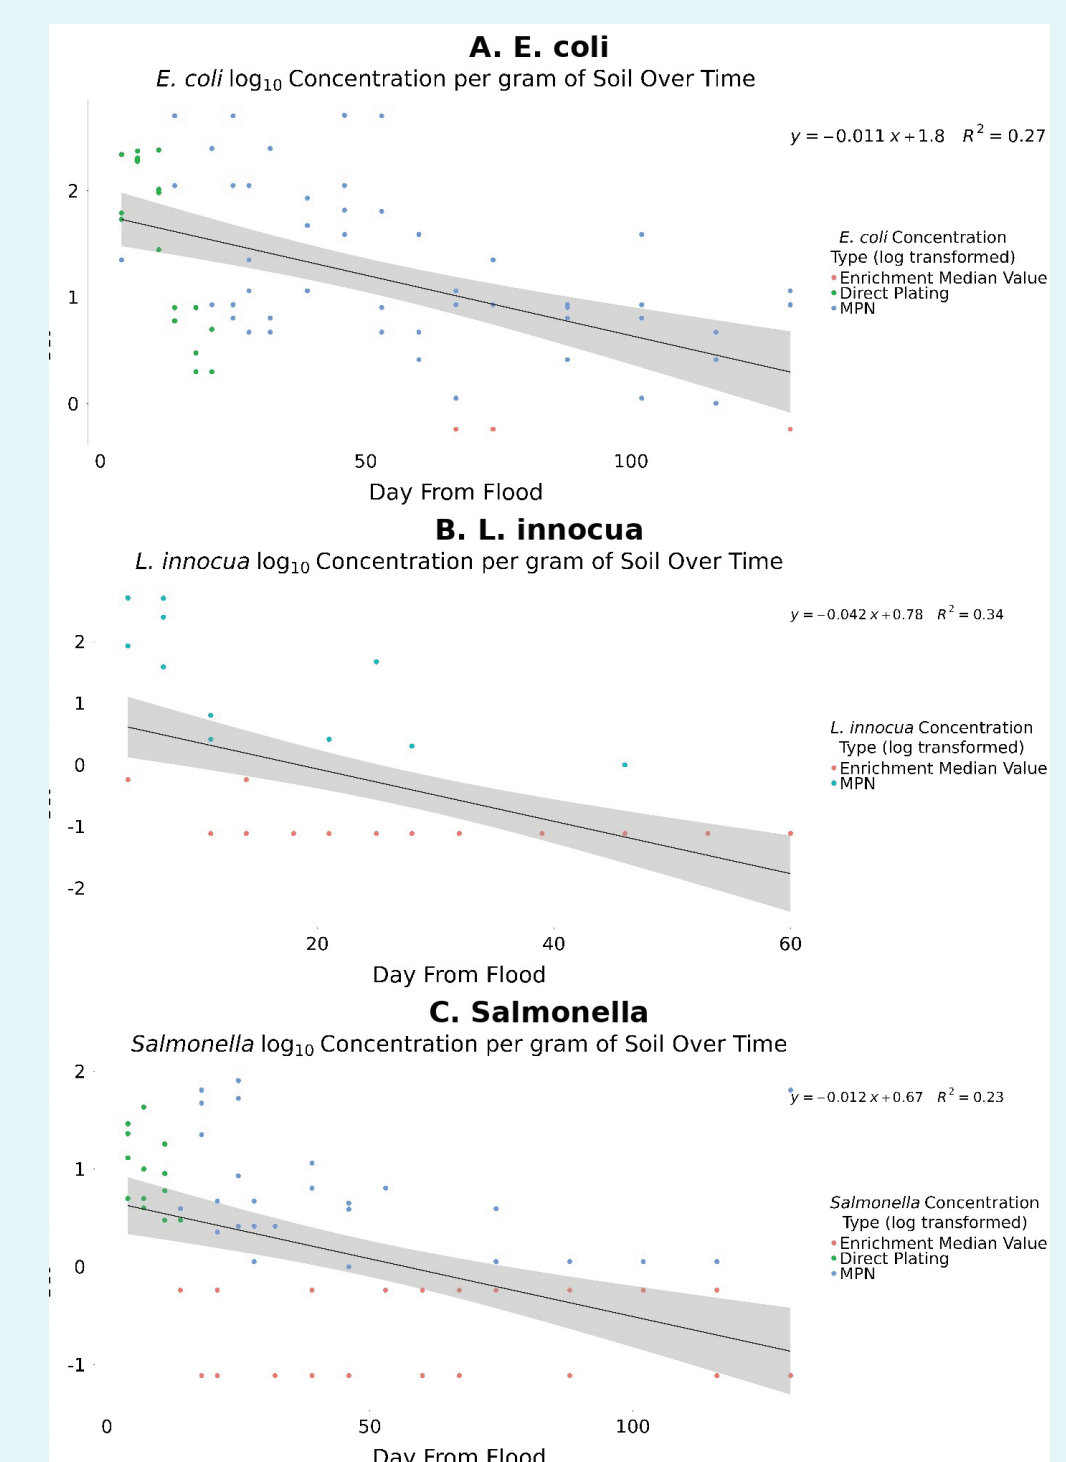 A. E. coli
E. coli log10 Concentration per gram of Soil Over Time
y = −0.011 x + 1.8 R2 = 0.27
2
1
0
E. coli Concentration
Type (log transformed)
Enrichment Median Value
Direct Plating
MPN
0 50 100
Day From Flood
B. L. innocua
L. innocua log10 Concentration per gram of Soil Over Time
y = −0.042 x + 0.78 R2 = 0.34
2
1
0
-1
-2
L. innocua Concentration
Type (log transformed)
Enrichment Median Value
MPN
20 40 60
Day From Flood
C. Salmonella
Salmonella log10 Concentration per gram of Soil Over Time
y = −0.012 x + 0.67 R2 = 0.23
2
1
0
-1
Salmonella Concentration
Type (log transformed)
Enrichment Median Value
Direct Plating
MPN
0 50 100
Day From Flood